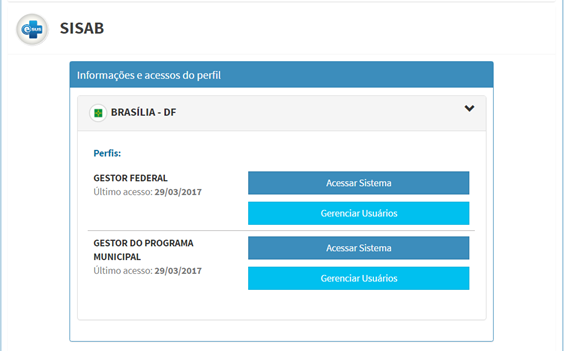 e-SUS
SISAB
Informações e acessos do perfil
BRASÍLIA - DF
Perfis:
GESTOR FEDERAL
Último acesso: 29/03/2017
Acessar Sistema
Gerenciar Usuários
GESTOR DO PROGRAMA
MUNICIPAL
Último acesso: 29/03/2017
Acessar Sistema
Gerenciar Usuários